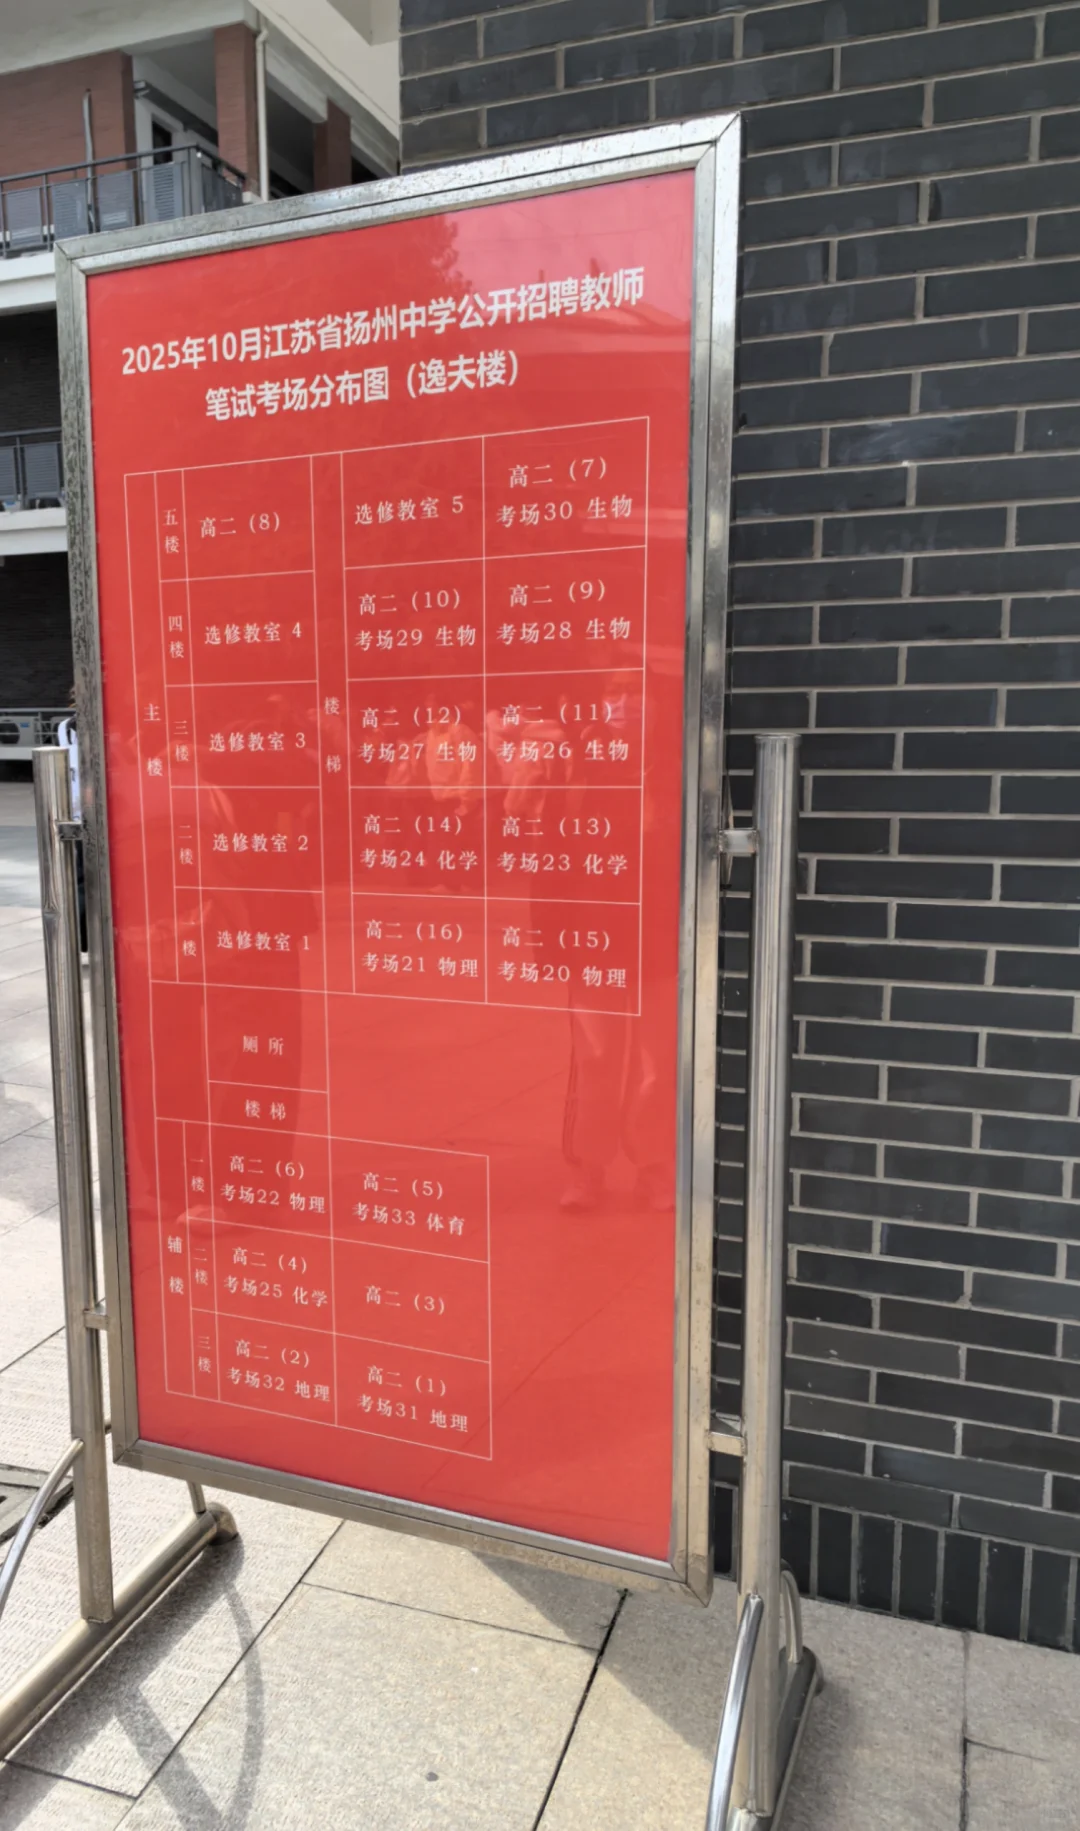 2025年10月江苏省扬州中学公开招聘教师
笔试考场分布图（逸夫楼）
主楼
五楼
高二（8）
楼梯
选修教室 5
高二（7）
考场30 生物
四楼
选修教室 4
高二（10）
考场29 生物
高二（9）
考场28 生物
三楼
选修教室 3
高二（12）
考场27 生物
高二（11）
考场26 生物
二楼
选修教室 2
高二（14）
考场24 化学
高二（13）
考场23 化学
一楼
选修教室 1
高二（16）
考场21 物理
高二（15）
考场20 物理
厕所
楼梯
辅楼
一楼
高二（6）
考场22 物理
高二（5）
考场33 体育
二楼
高二（4）
考场25 化学
高二（3）
三楼
高二（2）
考场32 地理
高二（1）
考场31 地理